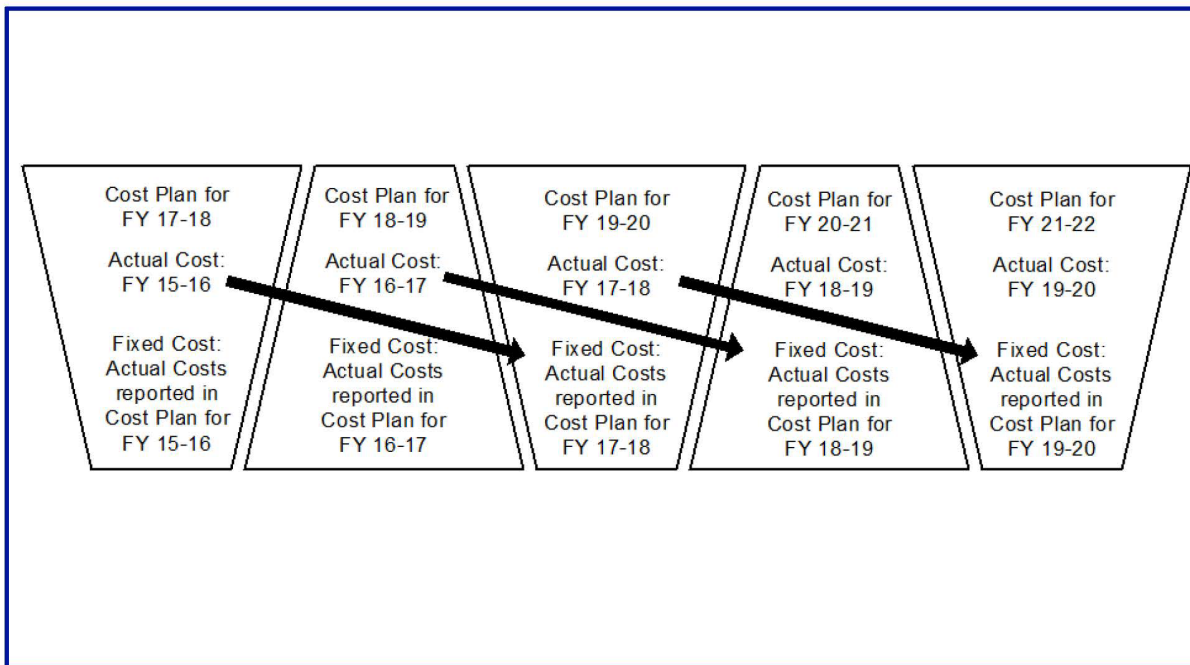 Cost Plan for
FY 17-18
Actual Cost:
FY 15-16
Fixed Cost:
Actual Costs
reported in
Cost Plan for
FY 15-16
Cost Plan for
FY 18-19
Actual Cost:
FY 16-17
Fixed Cost:
Actual Costs
reported in
Cost Plan for
FY 16-17
Cost Plan for
FY 19-20
Actual Cost:
FY 17-18
Fixed Cost:
Actual Costs
reported in
Cost Plan for
FY 17-18
Cost Plan for
FY 20-21
Actual Cost:
FY 18-19
Fixed Cost:
Actual Costs
reported in
Cost Plan for
FY 18-19
Cost Plan for
FY 21-22
Actual Cost:
FY 19-20
Fixed Cost:
Actual Costs
reported in
Cost Plan for
FY 19-20